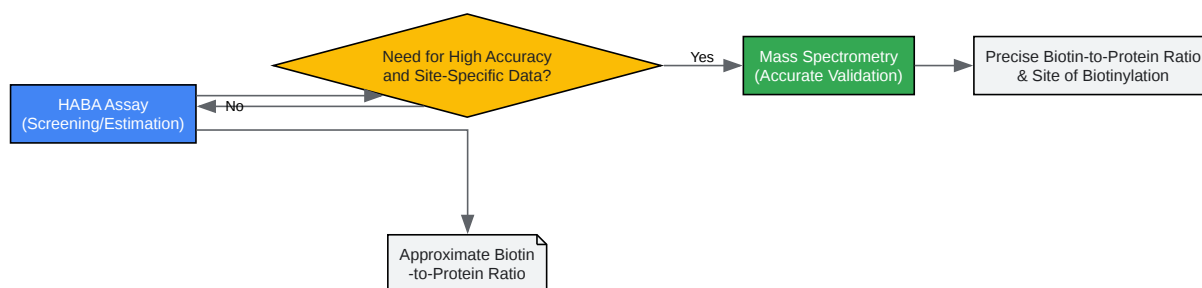 Need for High Accuracy
and Site-Specific Data?
Yes
Mass Spectrometry
(Accurate Validation)
Precise Biotin-to-Protein Ratio
& Site of Biotinylation
HABA Assay
(Screening/Estimation)
No
Approximate Biotin
-to-Protein Ratio